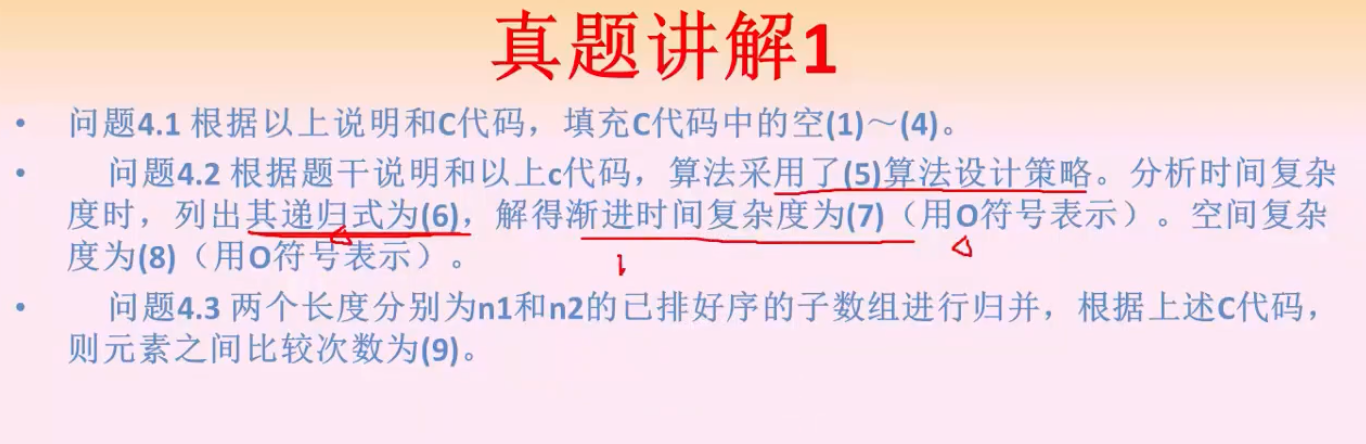 真题讲解1
• 问题4.1 根据以上说明和C代码，填充C代码中的空(1)～(4)。
• 问题4.2 根据题干说明和以上c代码，算法采用了(5)算法设计策略。分析时间复杂
度时，列出其递归式为(6)，解得渐进时间复杂度为(7)（用O符号表示）。空间复杂
度为(8)（用O符号表示）。
• 问题4.3 两个长度分别为n1和n2的已排好序的子数组进行归并，根据上述C代码，
则元素之间比较次数为(9)。